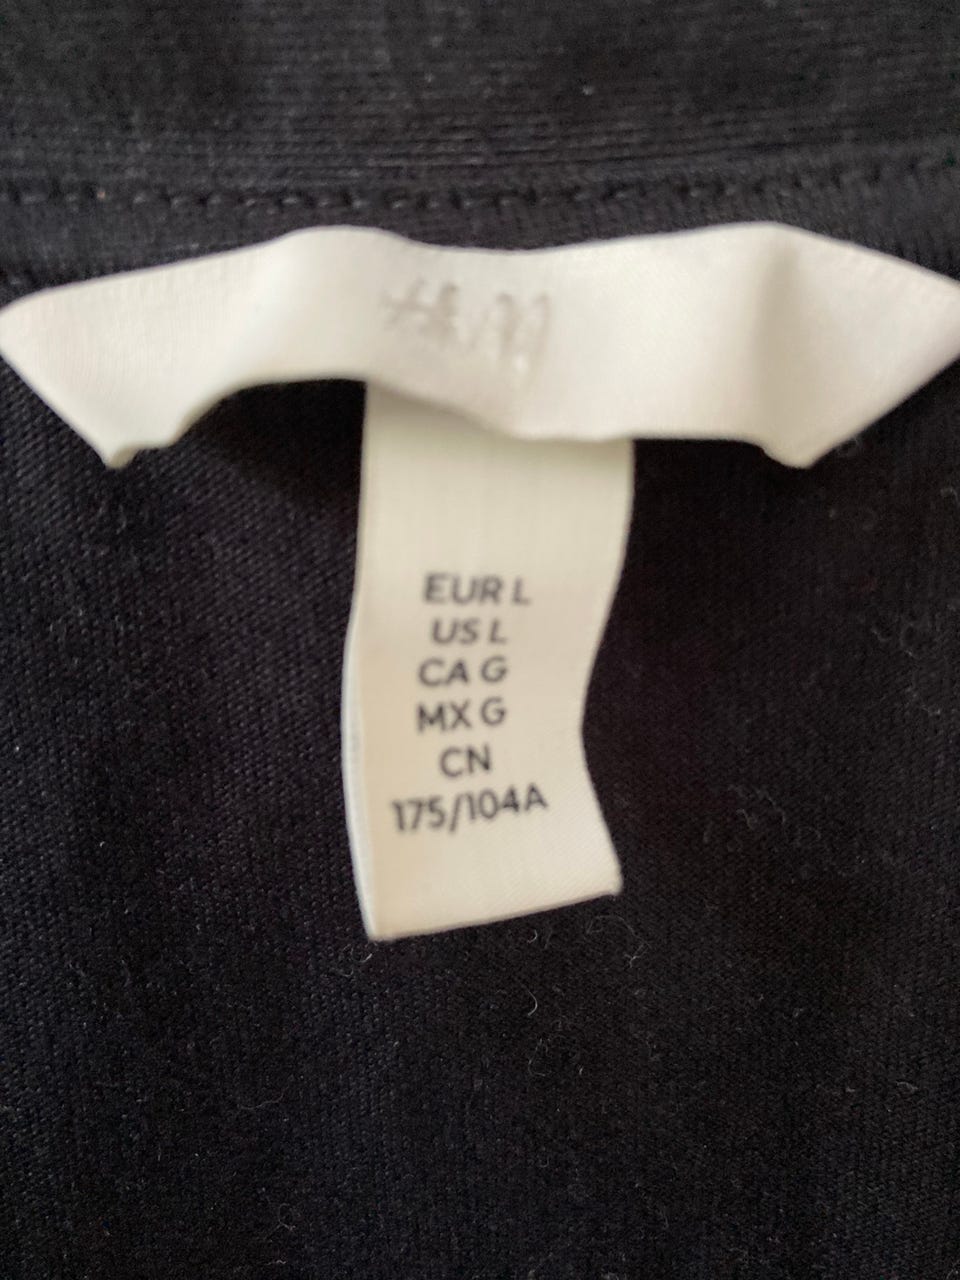 H&M
EUR L
US L
CA G
MX G
CN
175/104A